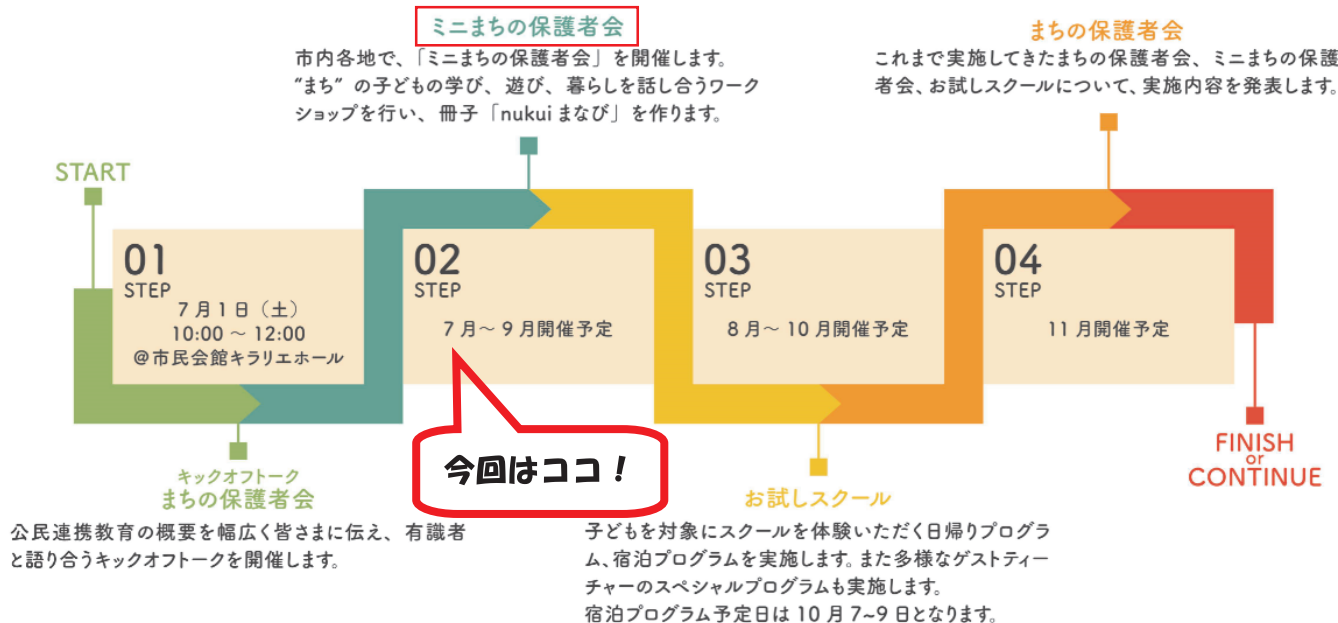 ミニまちの保護者会
市内各地で、「ミニまちの保護者会」を開催します。
“まち” の子どもの学び、遊び、暮らしを話し合うワーク
ショップを行い、冊子「nukui まなび」を作ります。
まちの保護者会
これまで実施してきたまちの保護者会、ミニまちの保護
者会、お試しスクールについて、実施内容を発表します。
START
01
STEP
7月1日（土）
10:00 ～ 12:00
@市民会館キラリエホール
02
STEP
7月～9月開催予定
03
STEP
8月～10月開催予定
04
STEP
11月開催予定
今回はココ！
キックオフトーク
まちの保護者会
公民連携教育の概要を幅広く皆さまに伝え、有識者
と語り合うキックオフトークを開催します。
お試しスクール
子どもを対象にスクールを体験いただく日帰りプログラ
ム、宿泊プログラムを実施します。また多様なゲストティー
チャーのスペシャルプログラムも実施します。
宿泊プログラム予定日は 10 月 7~9 日となります。
FINISH
or
CONTINUE